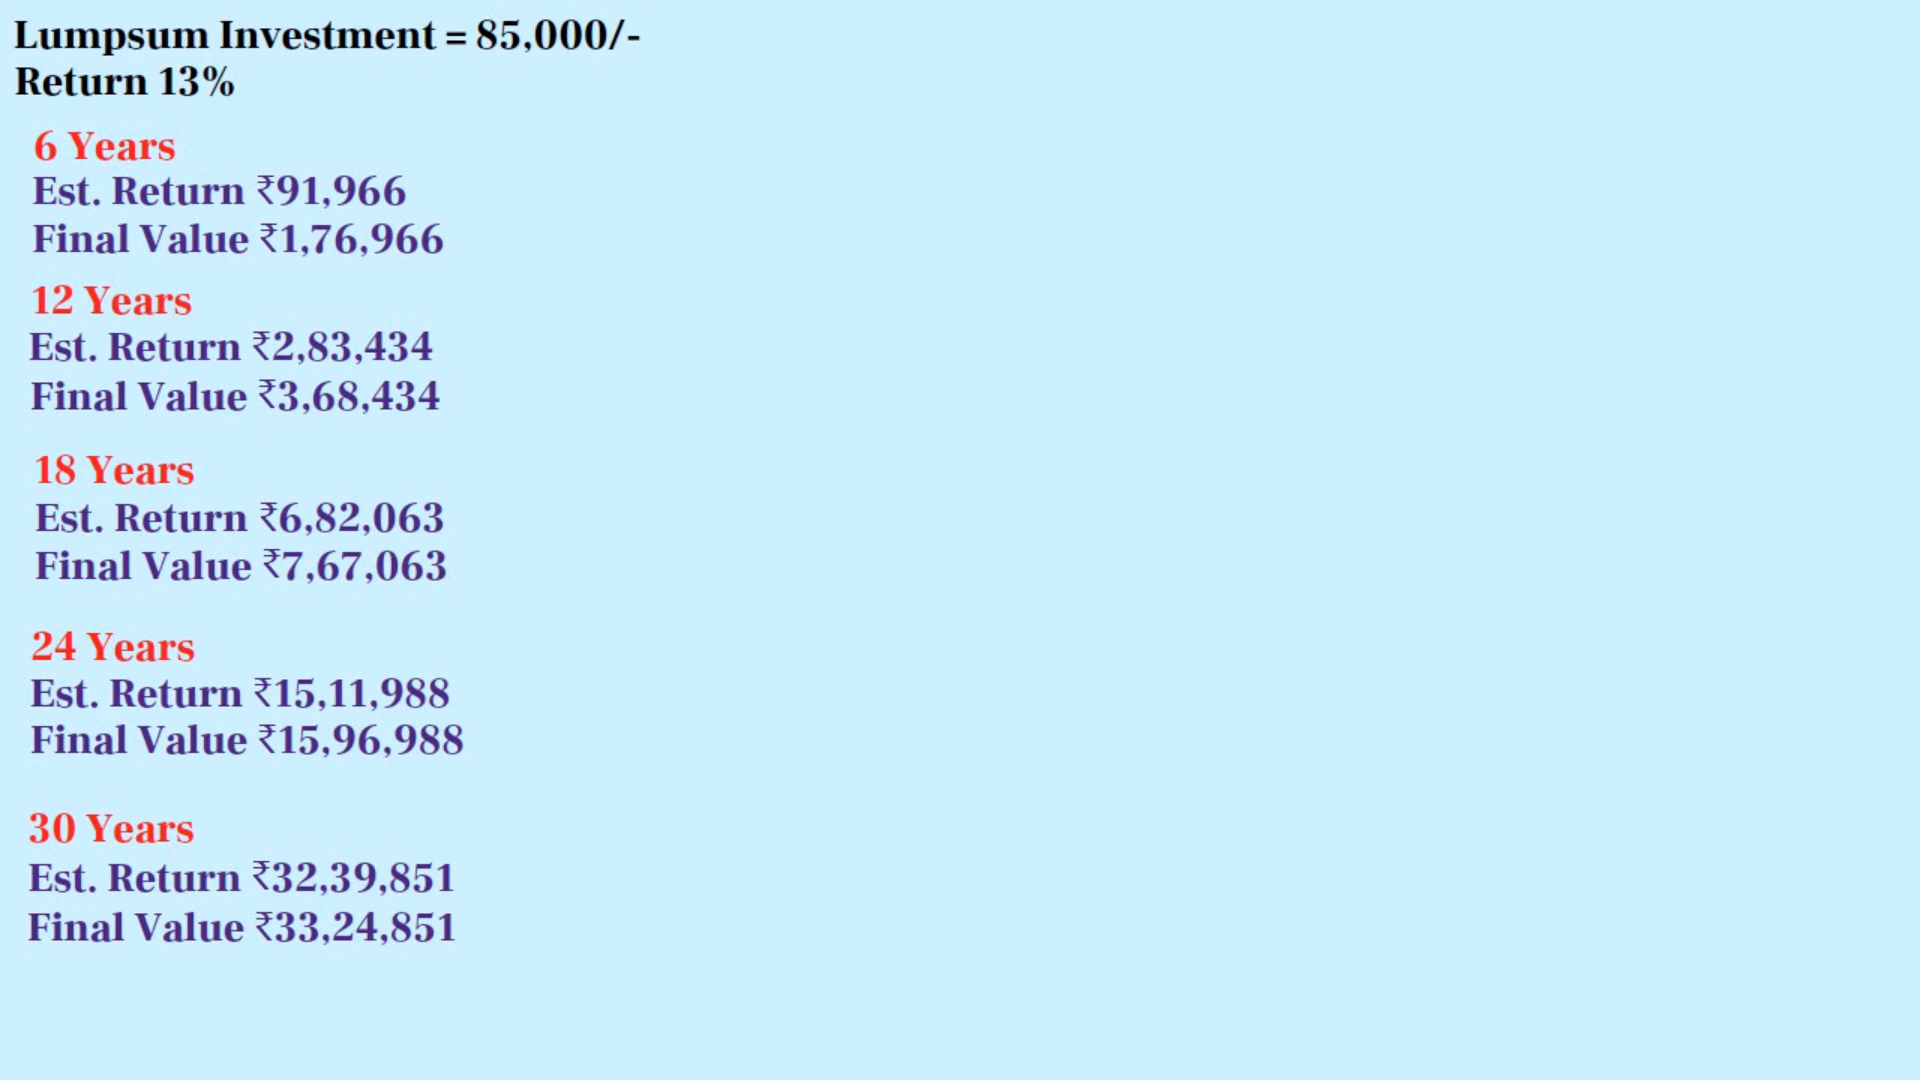 Lumpsum Investment = 85,000/-
Return 13%
6 Years
Est. Return ₹91,966
Final Value ₹1,76,966
12 Years
Est. Return ₹2,83,434
Final Value ₹3,68,434
18 Years
Est. Return ₹6,82,063
Final Value ₹7,67,063
24 Years
Est. Return ₹15,11,988
Final Value ₹15,96,988
30 Years
Est. Return ₹32,39,851
Final Value ₹33,24,851